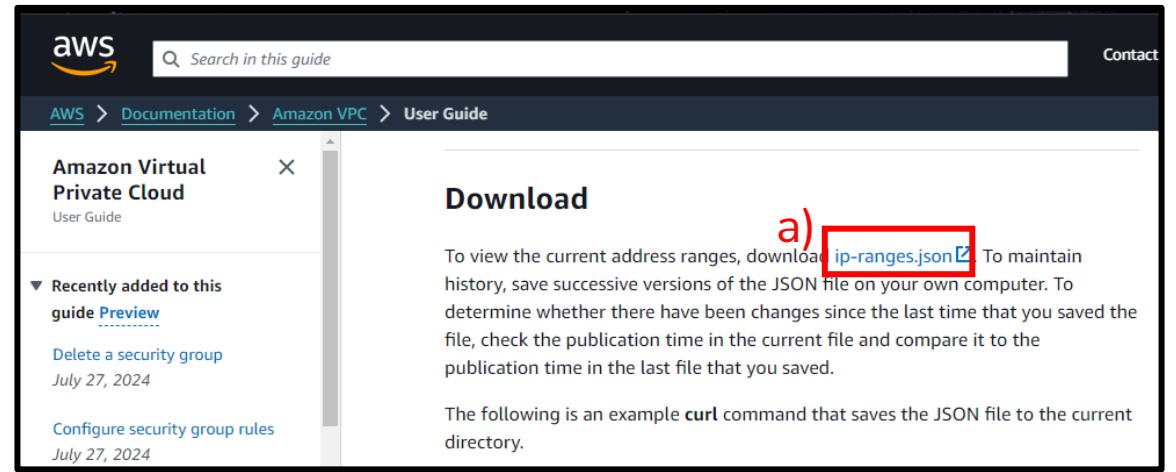 aws
Search in this guide
Contact
AWS > Documentation > Amazon VPC > User Guide
Amazon Virtual
Private Cloud
User Guide
Recently added to this
guide Preview
Delete a security group
July 27, 2024
Configure security group rules
July 27, 2024
Download
a)
To view the current address ranges, download ip-ranges.json. To maintain
history, save successive versions of the JSON file on your own computer. To
determine whether there have been changes since the last time that you saved the
file, check the publication time in the current file and compare it to the
publication time in the last file that you saved.
The following is an example curl command that saves the JSON file to the current
directory.